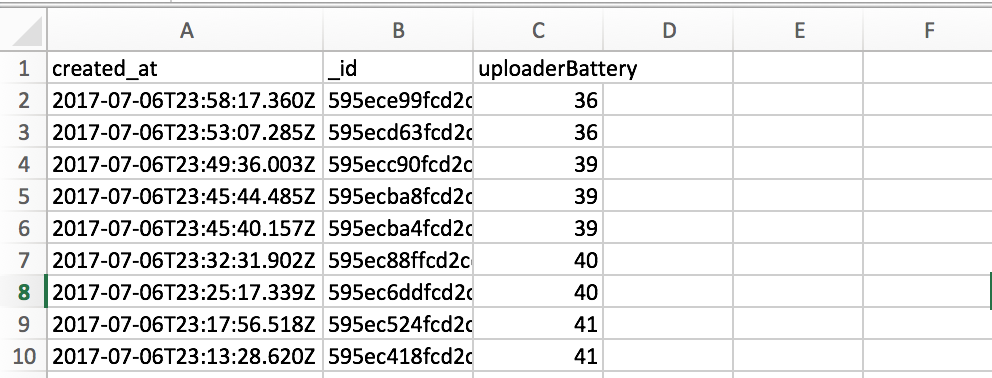 A B C D E F
1 created_at _id uploaderBattery
2 2017-07-06T23:58:17.360Z 595ece99fcd2c 36
3 2017-07-06T23:53:07.285Z 595ecd63fcd2c 36
4 2017-07-06T23:49:36.003Z 595ecc90fcd2c 39
5 2017-07-06T23:45:44.485Z 595ecba8fcd2c 39
6 2017-07-06T23:45:40.157Z 595ecba4fcd2c 39
7 2017-07-06T23:32:31.902Z 595ec88ffcd2c 40
8 2017-07-06T23:25:17.339Z 595ec6ddfcd2c 40
9 2017-07-06T23:17:56.518Z 595ec524fcd2c 41
10 2017-07-06T23:13:28.620Z 595ec418fcd2c 41